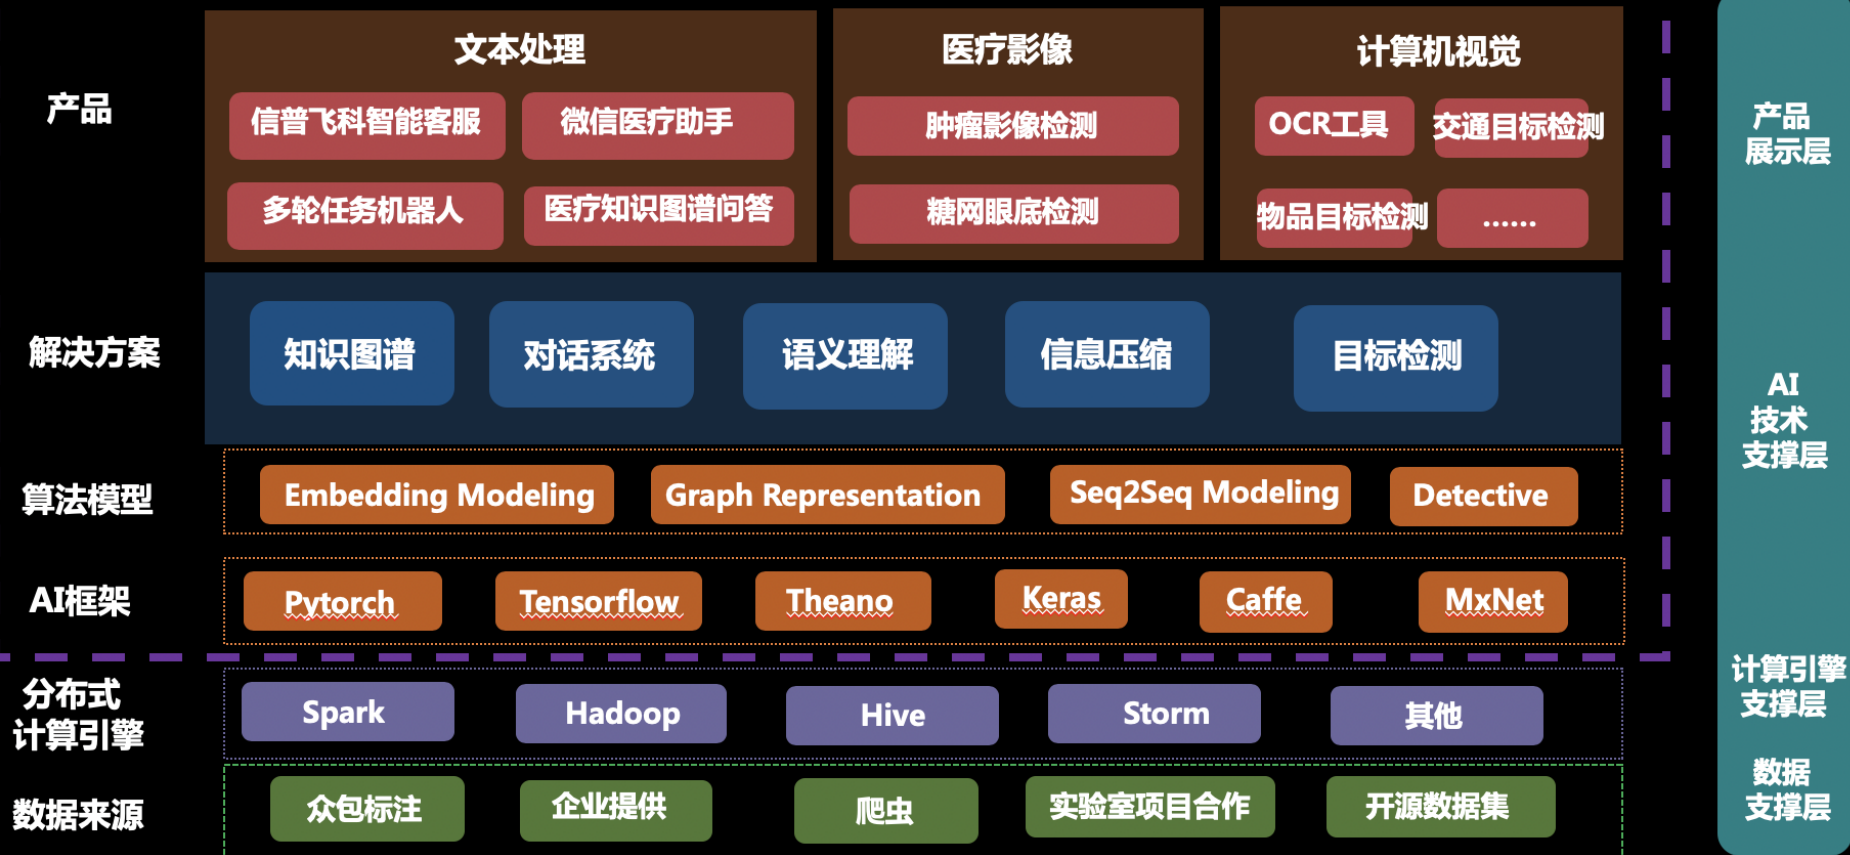 产品
文本处理
信普飞科智能客服
微信医疗助手
多轮任务机器人
医疗知识图谱问答
医疗影像
肿瘤影像检测
糖网眼底检测
计算机视觉
OCR工具
交通目标检测
物品目标检测
......
解决方案
知识图谱
对话系统
语义理解
信息压缩
目标检测
算法模型
Embedding Modeling
Graph Representation
Seq2Seq Modeling
Detective
AI框架
Pytorch
Tensorflow
Theano
Keras
Caffe
MxNet
分布式
计算引擎
Spark
Hadoop
Hive
Storm
其他
数据来源
众包标注
企业提供
爬虫
实验室项目合作
开源数据集
产品
展示层
AI
技术
支撑层
计算引擎
支撑层
数据
支撑层